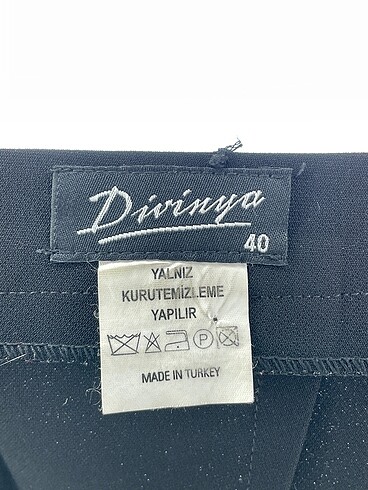 Divinya
40
YALNIZ
KURUTEMİZLEME
YAPILIR.
P
MADE IN TURKEY